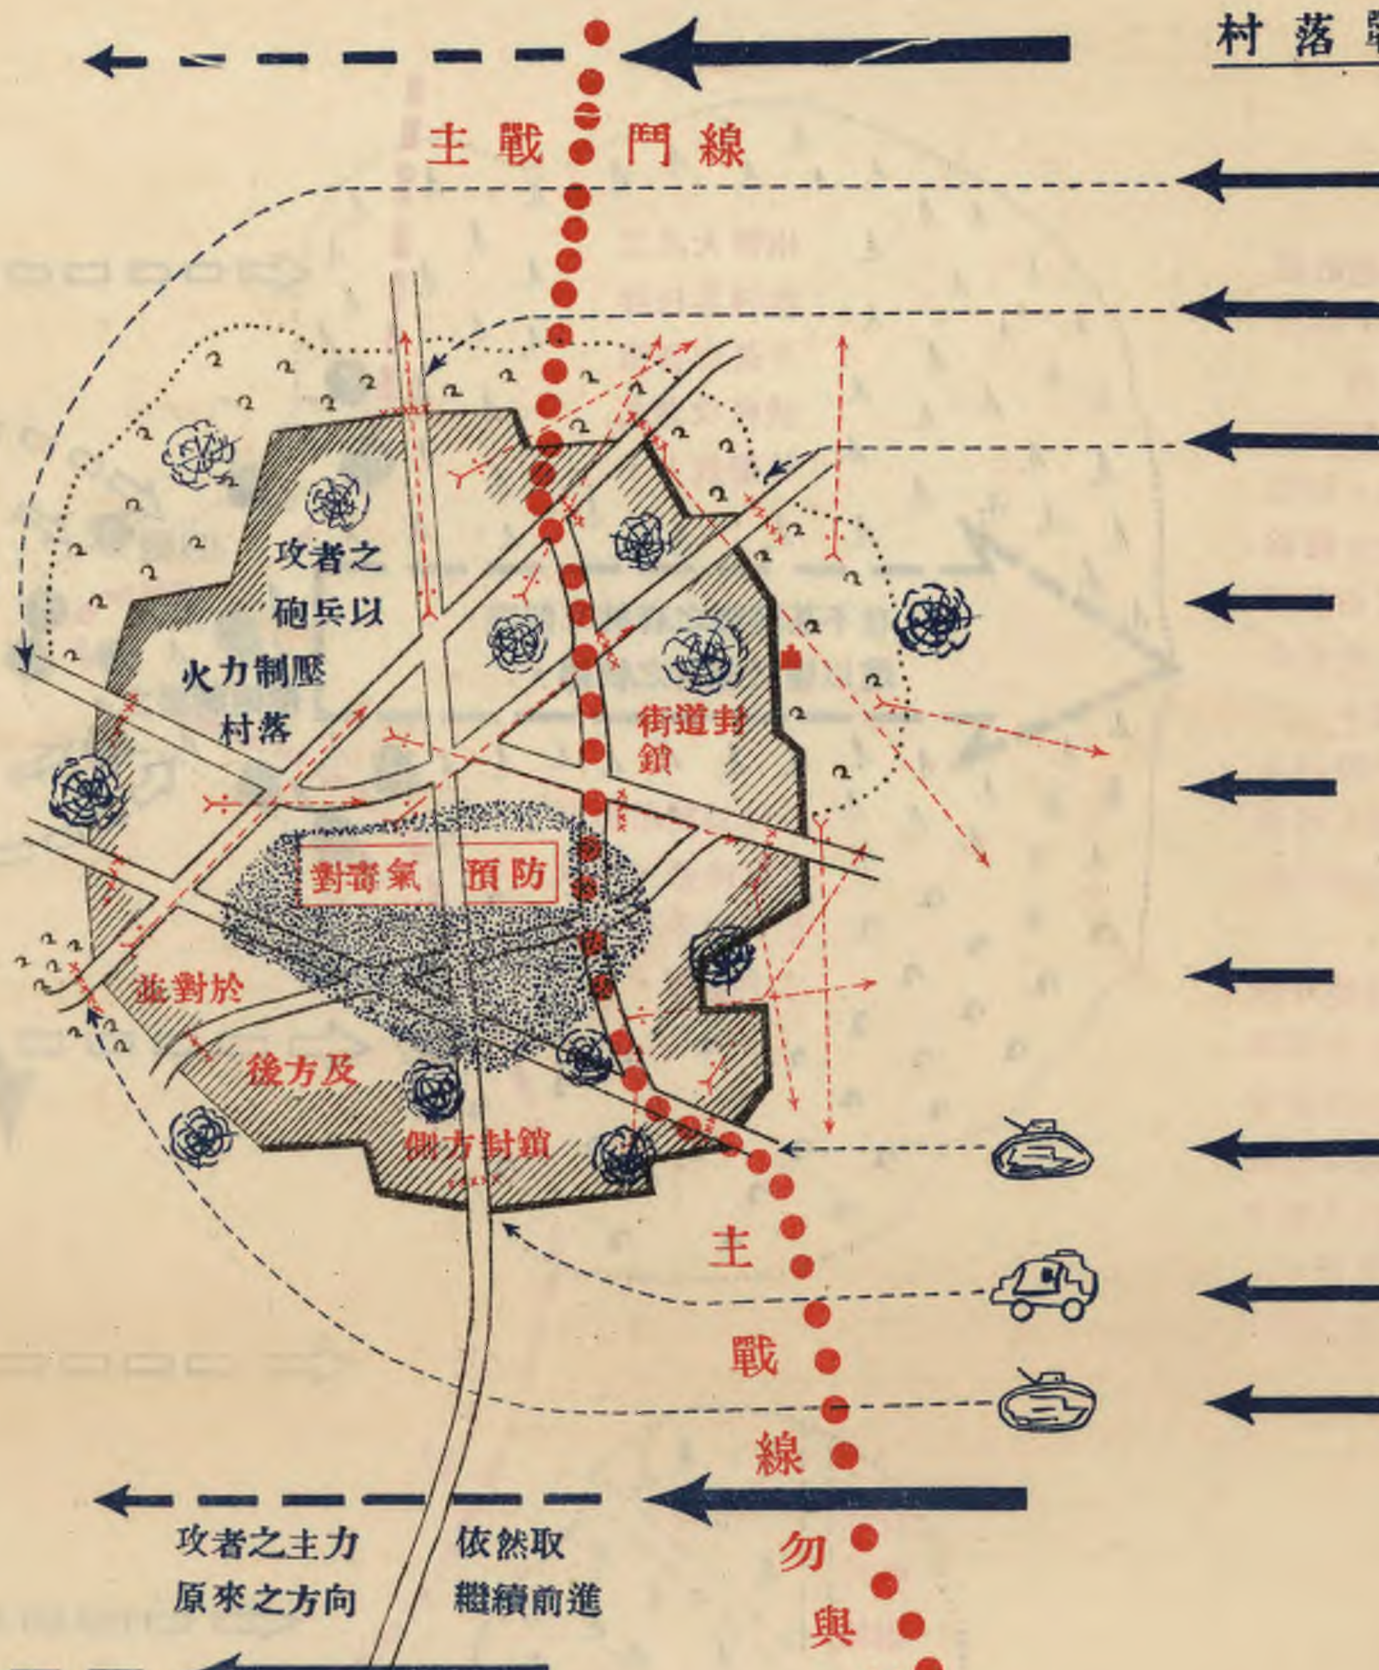 村落
主戰鬥線
攻者之
砲兵以
火力制壓
村落
街道封
鎖
對毒氣 預防
並對於
後方及
側方封鎖
主
戰
線
勿
與
攻者之主力 依然取
原來之方向 繼續前進